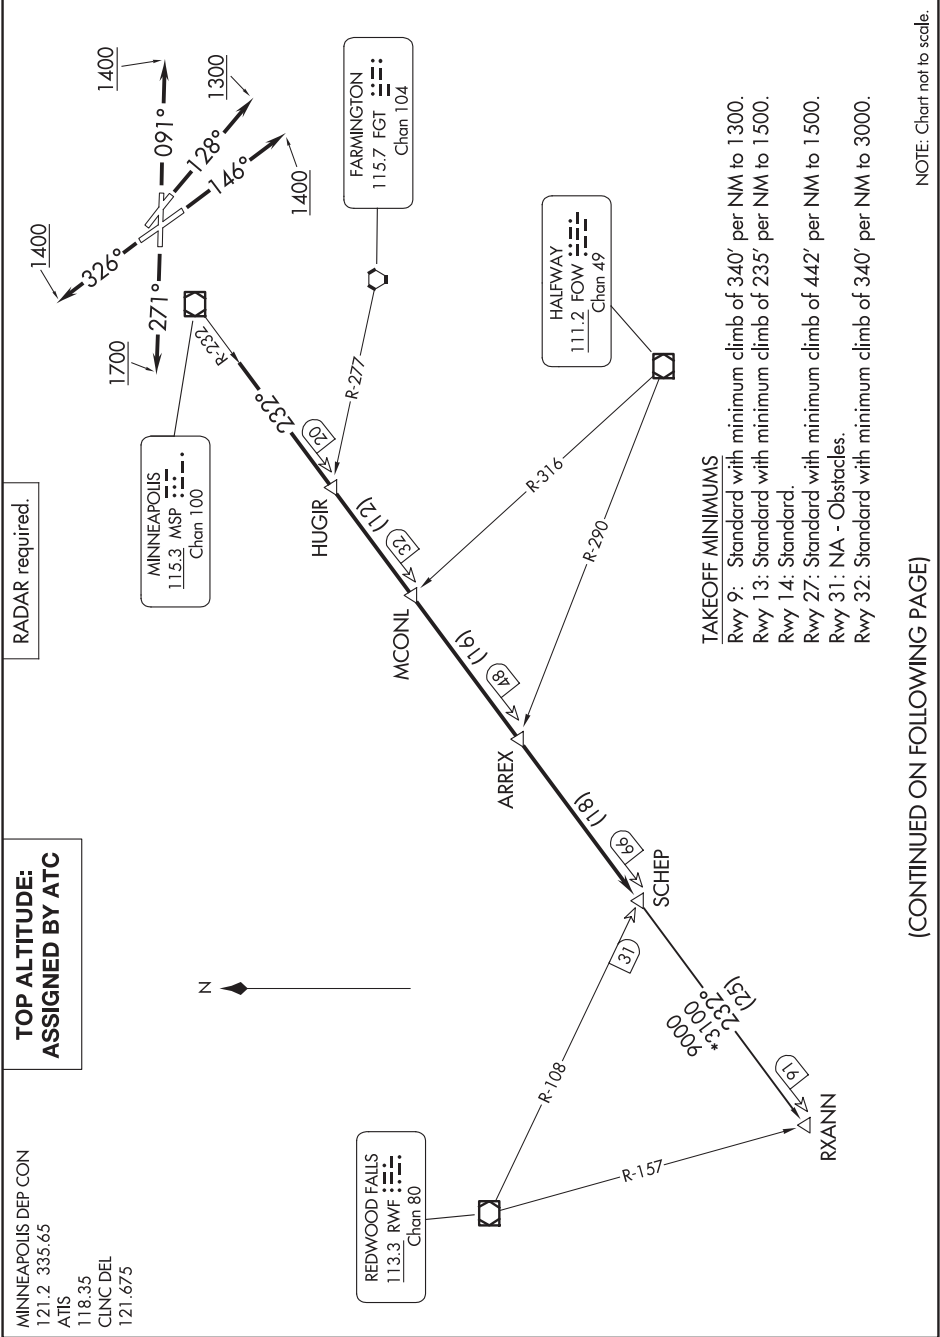 MINNEAPOLIS DEP CON
121.2 335.65
ATIS
118.35
CLNC DEL
121.675
TOP ALTITUDE:
ASSIGNED BY ATC
RADAR required.
N
MINNEAPOLIS
115.3 MSP
Chan 100
1400
326°
1700
271°
091°
1400
128°
1300
146°
1400
R-232
232°
FARMINGTON
115.7 FGT
Chan 104
R-277
20
HUGIR
(12)
32
MCONL
HALFWAY
111.2 FOW
Chan 49
R-316
R-290
(16)
48
ARREX
(18)
66
SCHEP
REDWOOD FALLS
113.3 RWF
Chan 80
R-108
31
R-157
9000
*3100
232°
(25)
91
RXANN
TAKEOFF MINIMUMS
Rwy 9: Standard with minimum climb of 340' per NM to 1300.
Rwy 13: Standard with minimum climb of 235' per NM to 1500.
Rwy 14: Standard.
Rwy 27: Standard with minimum climb of 442' per NM to 1500.
Rwy 31: NA - Obstacles.
Rwy 32: Standard with minimum climb of 340' per NM to 3000.
(CONTINUED ON FOLLOWING PAGE)
NOTE: Chart not to scale.